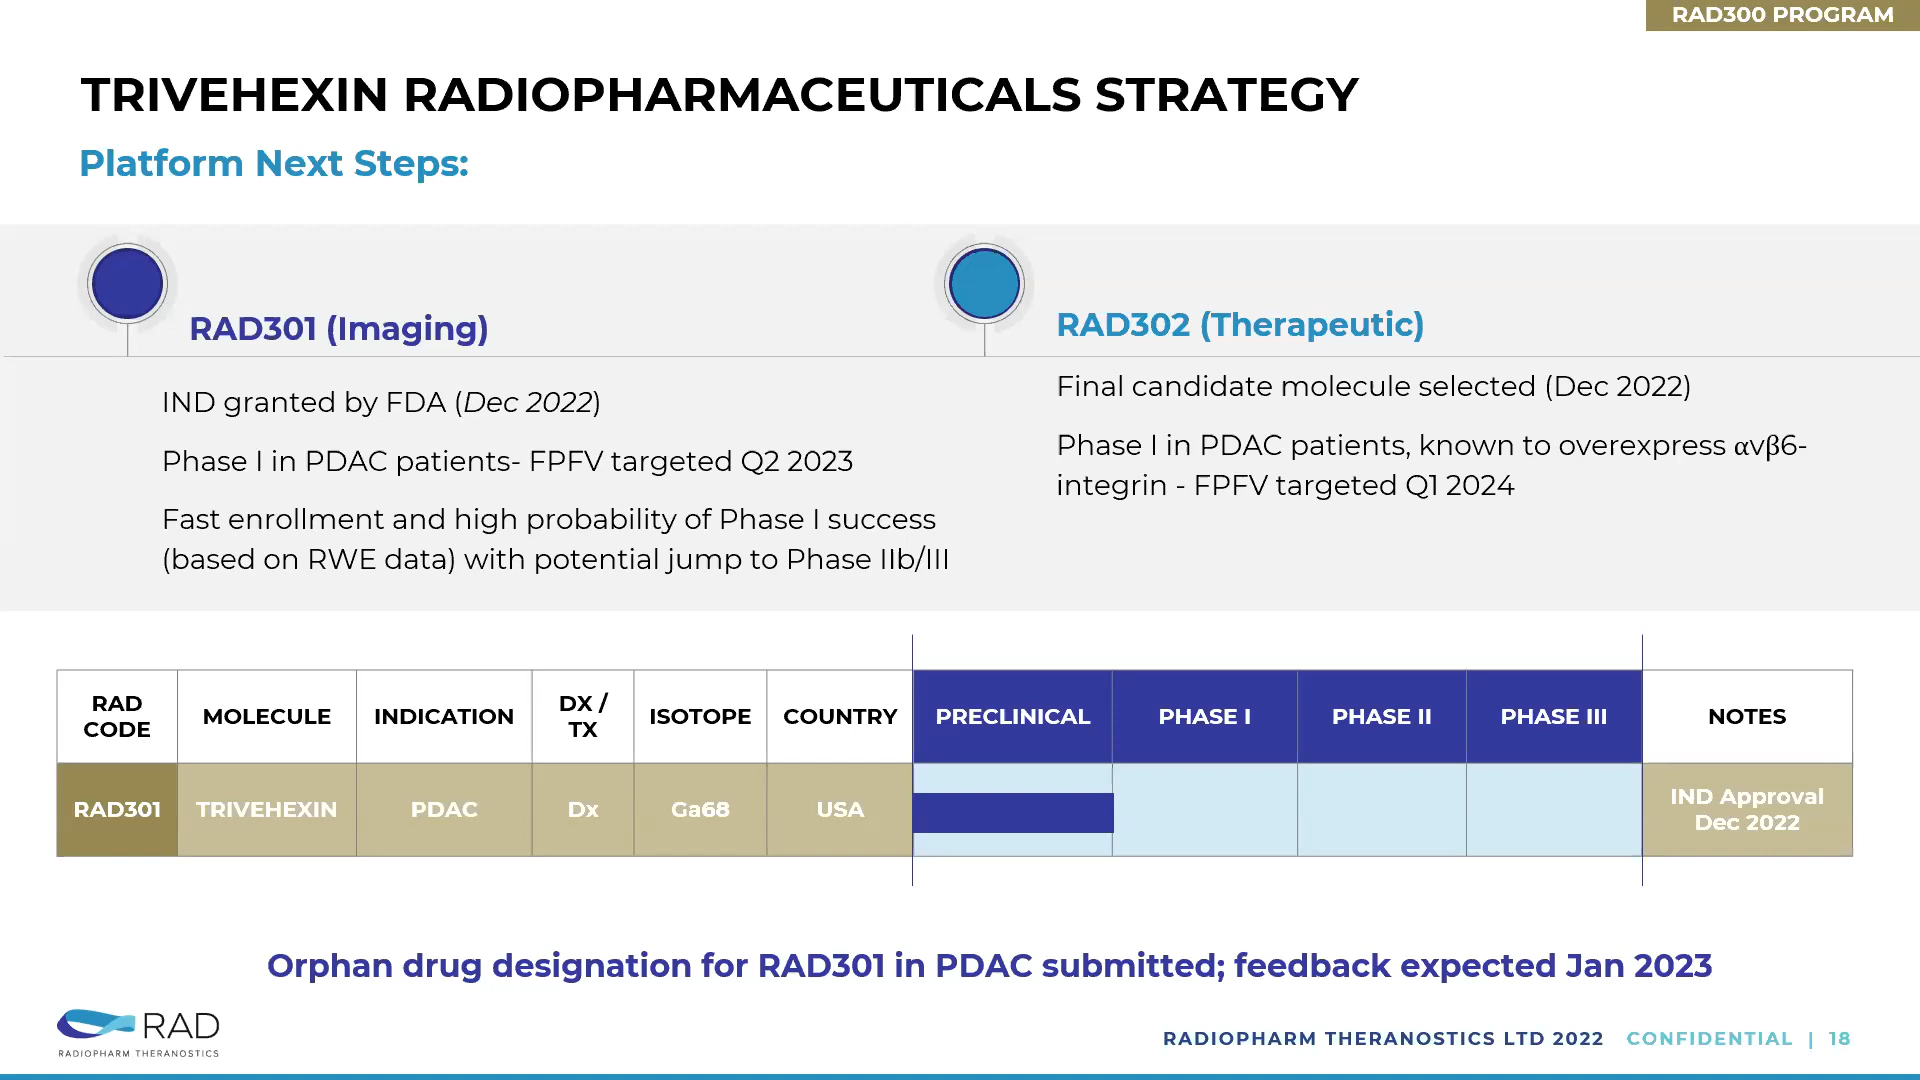 RAD300 PROGRAM
TRIVEHEXIN RADIOPHARMACEUTICALS STRATEGY
Platform Next Steps:
RAD301 (Imaging)
IND granted by FDA (Dec 2022)
Phase I in PDAC patients- FPFV targeted Q2 2023
Fast enrollment and high probability of Phase I success
(based on RWE data) with potential jump to Phase IIb/III
RAD302 (Therapeutic)
Final candidate molecule selected (Dec 2022)
Phase I in PDAC patients, known to overexpress αvβ6-
integrin - FPFV targeted Q1 2024
RAD
CODE
MOLECULE
INDICATION
DX /
TX
ISOTOPE
COUNTRY
PRECLINICAL
PHASE I
PHASE II
PHASE III
NOTES
RAD301
TRIVEHEXIN
PDAC
Dx
Ga68
USA
IND Approval
Dec 2022
Orphan drug designation for RAD301 in PDAC submitted; feedback expected Jan 2023
RAD
RADIOPHARM THERANOSTICS
RADIOPHARM THERANOSTICS LTD 2022 CONFIDENTIAL | 18